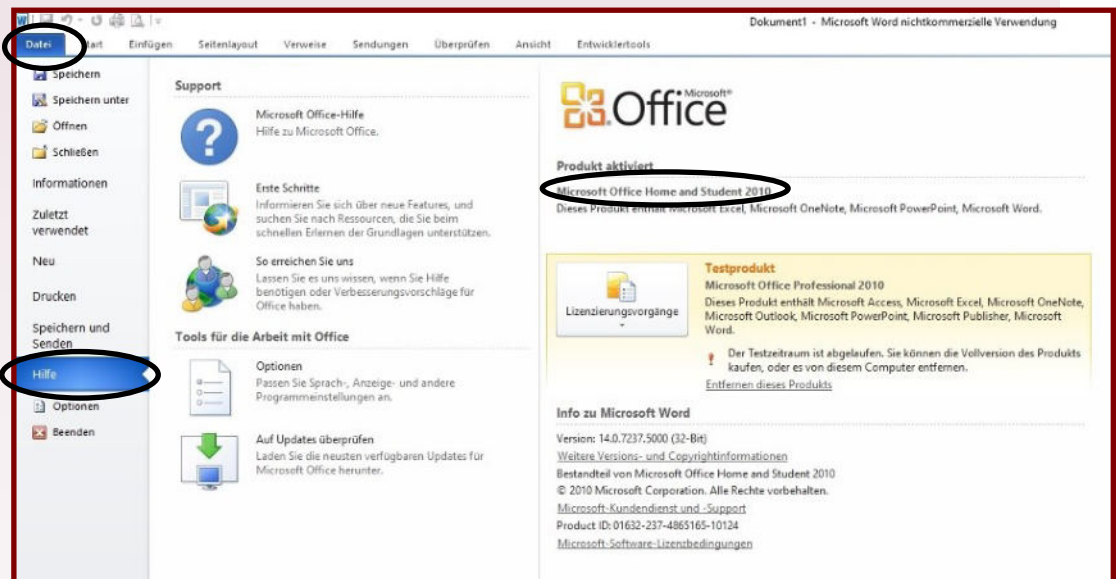 Dokument1 - Microsoft Word nichtkommerzielle Verwendung
Datei Start Einfügen Seitenlayout Verweise Sendungen Überprüfen Ansicht Entwicklertools
Speichern
Speichern unter
Öffnen
Schließen
Informationen
Zuletzt
verwendet
Neu
Drucken
Speichern und
Senden
Hilfe
Optionen
Beenden
Support
Microsoft Office-Hilfe
Hilfe zu Microsoft Office.
Erste Schritte
Informieren Sie sich über neue Features, und
suchen Sie nach Ressourcen, die Sie beim
schnellen Erlernen der Grundlagen unterstützen.
So erreichen Sie uns
Lassen Sie es uns wissen, wenn Sie Hilfe
benötigen oder Verbesserungsvorschläge für
Office haben.
Tools für die Arbeit mit Office
Optionen
Passen Sie Sprach-, Anzeige- und andere
Programmeinstellungen an.
Auf Updates überprüfen
Laden Sie die neusten verfügbaren Updates für
Microsoft Office herunter.
Microsoft®
Office
Produkt aktiviert
Microsoft Office Home and Student 2010
Dieses Produkt enthält Microsoft Excel, Microsoft OneNote, Microsoft PowerPoint, Microsoft Word.
Lizenzierungsvorgänge
Testprodukt
Microsoft Office Professional 2010
Dieses Produkt enthält Microsoft Access, Microsoft Excel, Microsoft OneNote,
Microsoft Outlook, Microsoft PowerPoint, Microsoft Publisher, Microsoft
Word.
Der Testzeitraum ist abgelaufen. Sie können die Vollversion des Produkts
kaufen, oder es von diesem Computer entfernen.
Entfernen dieses Produkts
Info zu Microsoft Word
Version: 14.0.7237.5000 (32-Bit)
Weitere Versions- und Copyrightinformationen
Bestandteil von Microsoft Office Home and Student 2010
© 2010 Microsoft Corporation. Alle Rechte vorbehalten.
Microsoft-Kundendienst und -Support
Product ID: 01632-237-4865165-10124
Microsoft-Software-Lizenzbedingungen